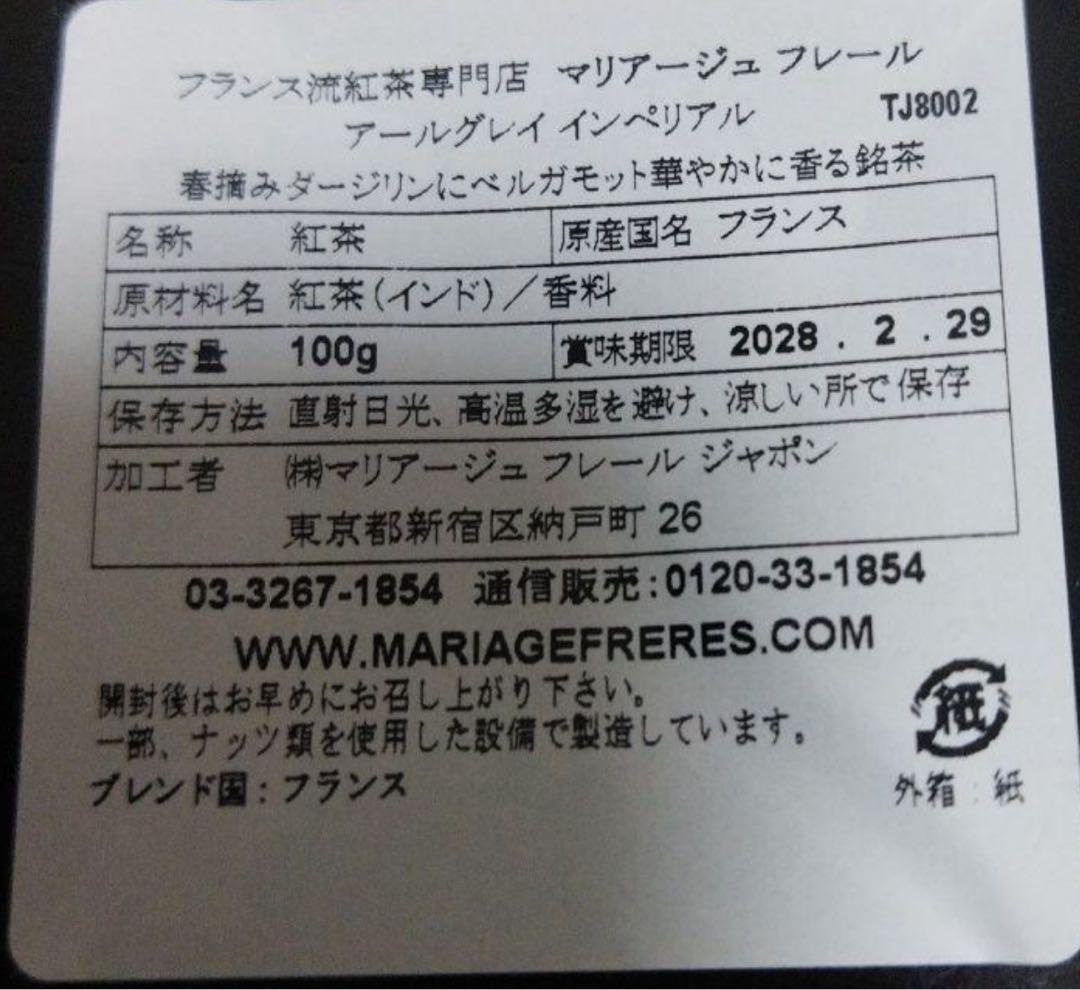 フランス流紅茶専門店 マリアージュ フレール
アールグレイ インペリアル TJ8002
春摘みダージリンにベルガモット華やかに香る銘茶
名称 紅茶 原産国名 フランス
原材料名 紅茶(インド)/香料
内容量 100g 賞味期限 2028 . 2 . 29
保存方法 直射日光、高温多湿を避け、涼しい所で保存
加工者 ㈱マリアージュ フレール ジャポン
東京都新宿区納戸町 26
03-3267-1854 通信販売:0120-33-1854
WWW.MARIAGEFRERES.COM
開封後はお早めにお召し上がり下さい。
一部、ナッツ類を使用した設備で製造しています。
紙
ブレンド国:フランス 外箱:紙